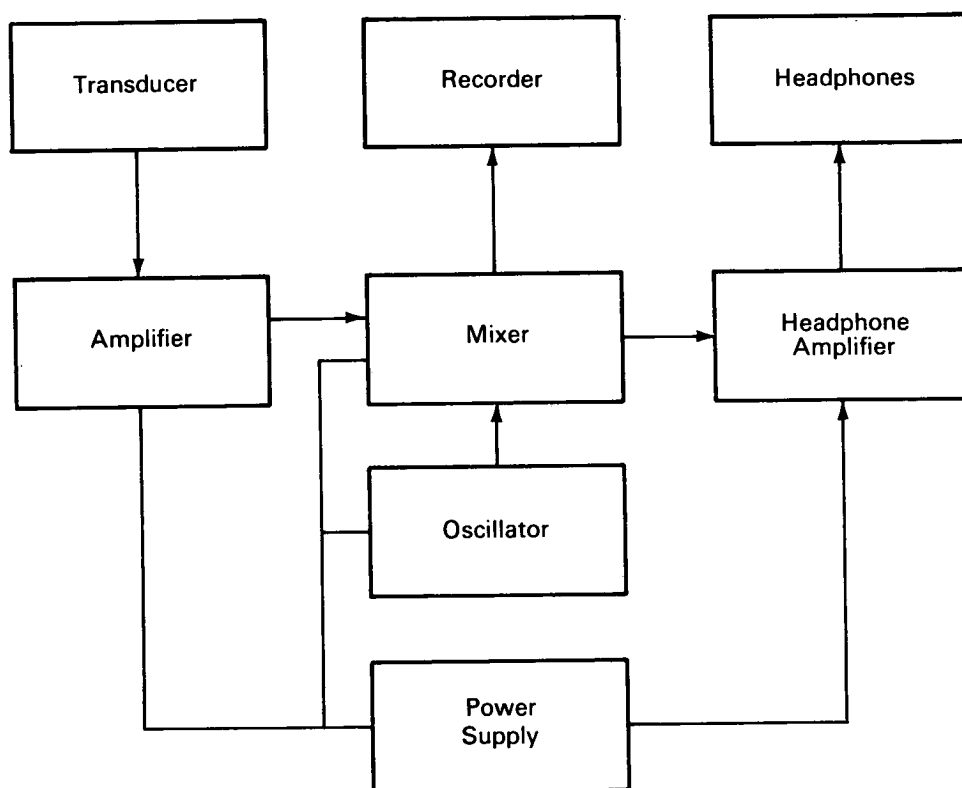 Transducer
Recorder
Headphones
Amplifier
Mixer
Headphone
Amplifier
Oscillator
Power
Supply